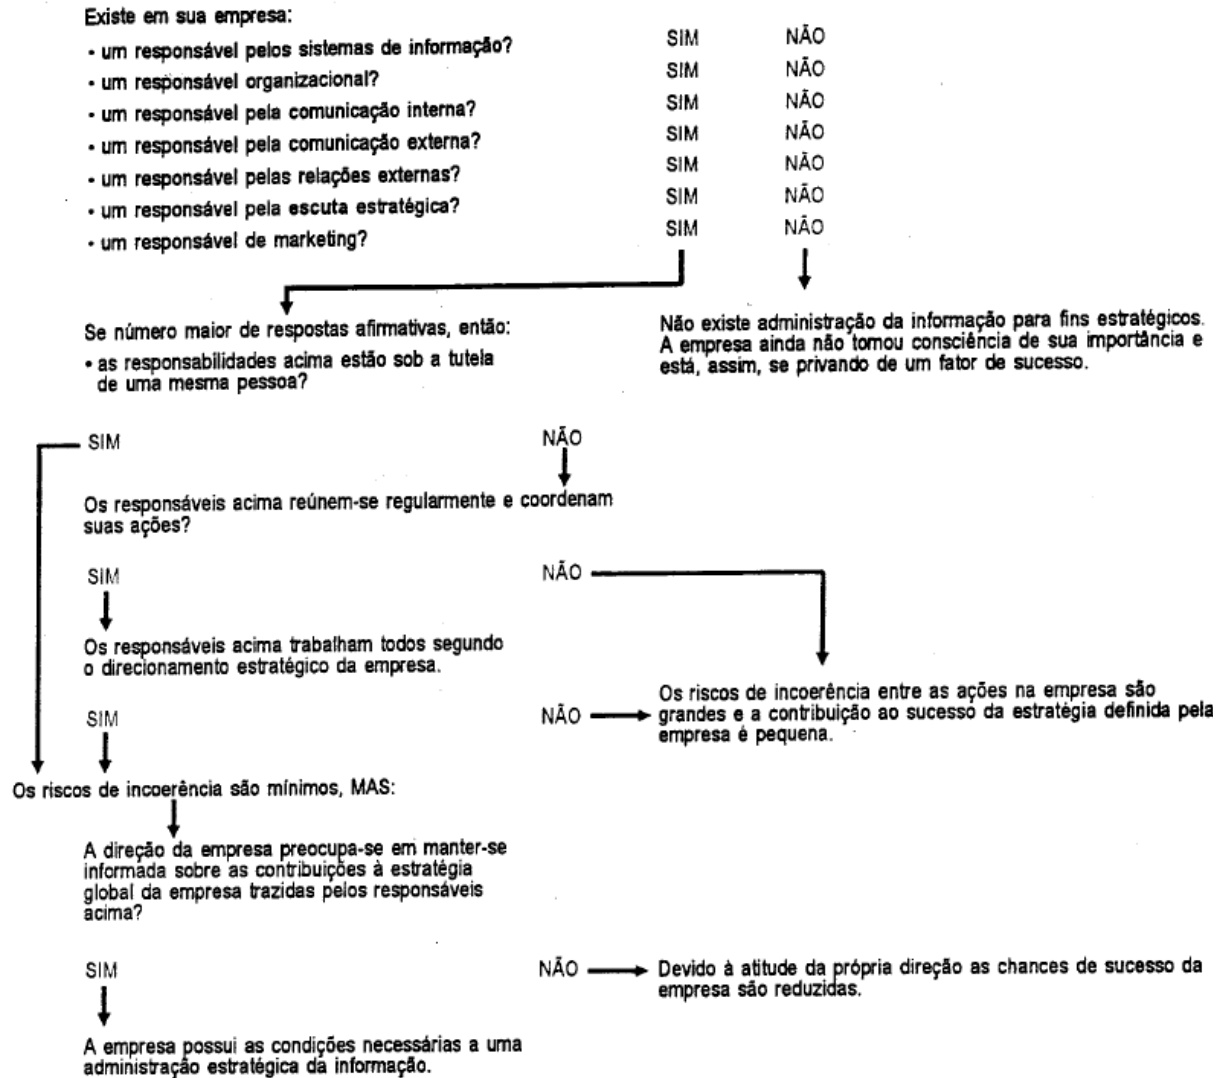 Existe em sua empresa:
• um responsável pelos sistemas de informação? SIM NÃO
• um responsável organizacional? SIM NÃO
• um responsável pela comunicação interna? SIM NÃO
• um responsável pela comunicação externa? SIM NÃO
• um responsável pelas relações externas? SIM NÃO
• um responsável pela escuta estratégica? SIM NÃO
• um responsável de marketing? SIM NÃO
Se número maior de respostas afirmativas, então:
• as responsabilidades acima estão sob a tutela
de uma mesma pessoa?
Não existe administração da informação para fins estratégicos.
A empresa ainda não tomou consciência de sua importância e
está, assim, se privando de um fator de sucesso.
SIM NÃO
Os responsáveis acima reúnem-se regularmente e coordenam
suas ações?
SIM NÃO
Os responsáveis acima trabalham todos segundo
o direcionamento estratégico da empresa.
SIM NÃO
Os riscos de incoerência entre as ações na empresa são
grandes e a contribuição ao sucesso da estratégia definida pela
empresa é pequena.
Os riscos de incoerência são mínimos, MAS:
A direção da empresa preocupa-se em manter-se
informada sobre as contribuições à estratégia
global da empresa trazidas pelos responsáveis
acima?
SIM NÃO
Devido à atitude da própria direção as chances de sucesso da
empresa são reduzidas.
A empresa possui as condições necessárias a uma
administração estratégica da informação.